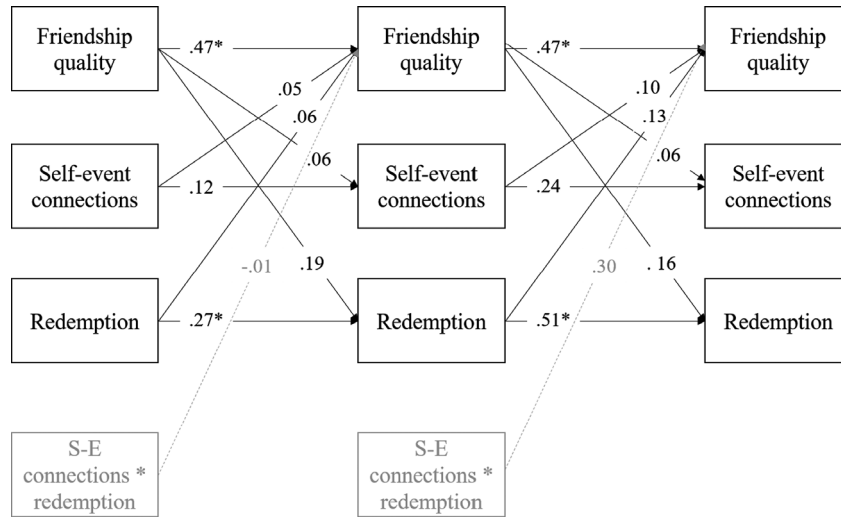 Friendship
quality
.47*
Friendship
quality
.47*
Friendship
quality
.05
.06
.06
.10
.13
.06
Self-event
connections
.12
Self-event
connections
.24
Self-event
connections
-.01
.19
.30
. 16
Redemption
.27*
Redemption
.51*
Redemption
S-E
connections *
redemption
S-E
connections *
redemption